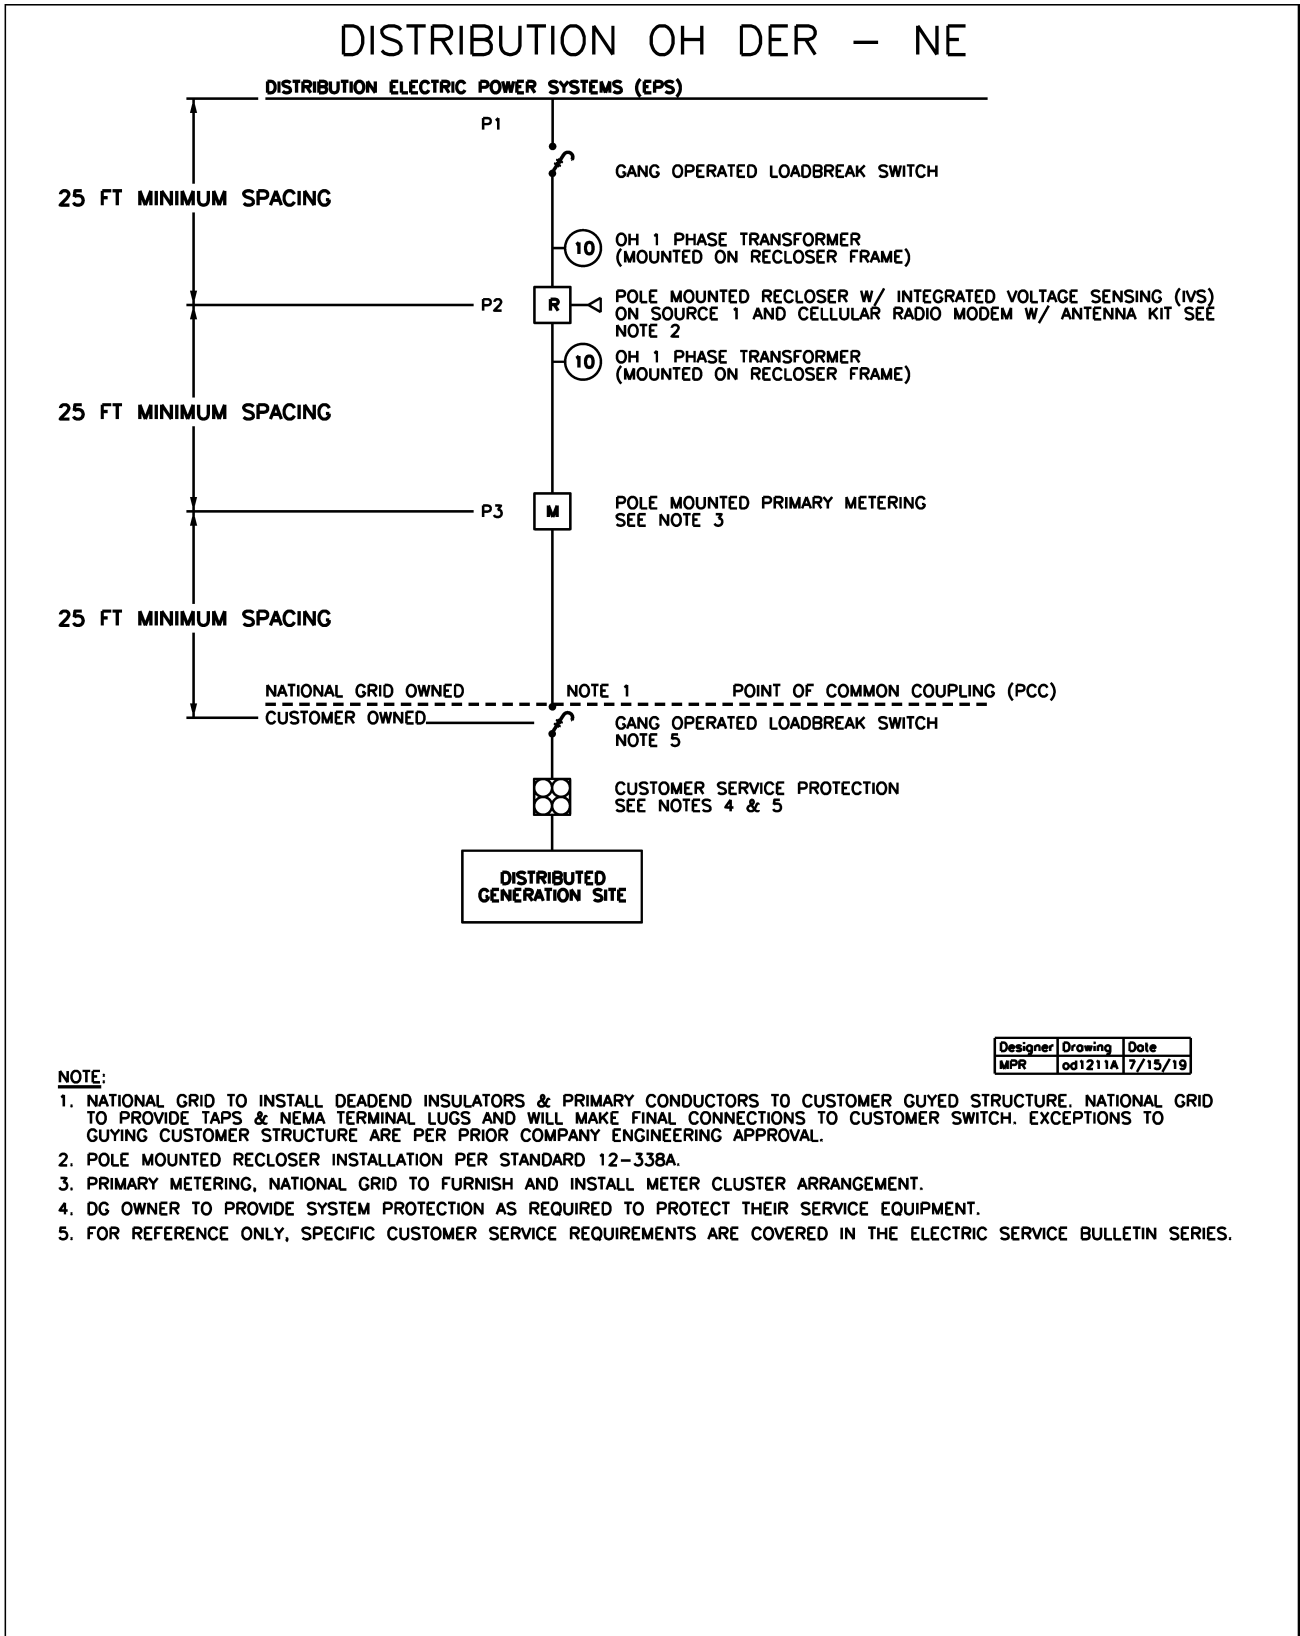 DISTRIBUTION OH DER – NE
DISTRIBUTION ELECTRIC POWER SYSTEMS (EPS)
P1
GANG OPERATED LOADBREAK SWITCH
25 FT MINIMUM SPACING
10
OH 1 PHASE TRANSFORMER
(MOUNTED ON RECLOSER FRAME)
P2
R
POLE MOUNTED RECLOSER W/ INTEGRATED VOLTAGE SENSING (IVS)
ON SOURCE 1 AND CELLULAR RADIO MODEM W/ ANTENNA KIT SEE
NOTE 2
10
OH 1 PHASE TRANSFORMER
(MOUNTED ON RECLOSER FRAME)
25 FT MINIMUM SPACING
P3
M
POLE MOUNTED PRIMARY METERING
SEE NOTE 3
25 FT MINIMUM SPACING
NATIONAL GRID OWNED
NOTE 1
POINT OF COMMON COUPLING (PCC)
CUSTOMER OWNED
GANG OPERATED LOADBREAK SWITCH
NOTE 5
CUSTOMER SERVICE PROTECTION
SEE NOTES 4 & 5
DISTRIBUTED
GENERATION SITE
Designer Drawing Date
MPR od1211A 7/15/19
NOTE:
1. NATIONAL GRID TO INSTALL DEADEND INSULATORS & PRIMARY CONDUCTORS TO CUSTOMER GUYED STRUCTURE. NATIONAL GRID
TO PROVIDE TAPS & NEMA TERMINAL LUGS AND WILL MAKE FINAL CONNECTIONS TO CUSTOMER SWITCH. EXCEPTIONS TO
GUYING CUSTOMER STRUCTURE ARE PER PRIOR COMPANY ENGINEERING APPROVAL.
2. POLE MOUNTED RECLOSER INSTALLATION PER STANDARD 12-338A.
3. PRIMARY METERING, NATIONAL GRID TO FURNISH AND INSTALL METER CLUSTER ARRANGEMENT.
4. DG OWNER TO PROVIDE SYSTEM PROTECTION AS REQUIRED TO PROTECT THEIR SERVICE EQUIPMENT.
5. FOR REFERENCE ONLY, SPECIFIC CUSTOMER SERVICE REQUIREMENTS ARE COVERED IN THE ELECTRIC SERVICE BULLETIN SERIES.